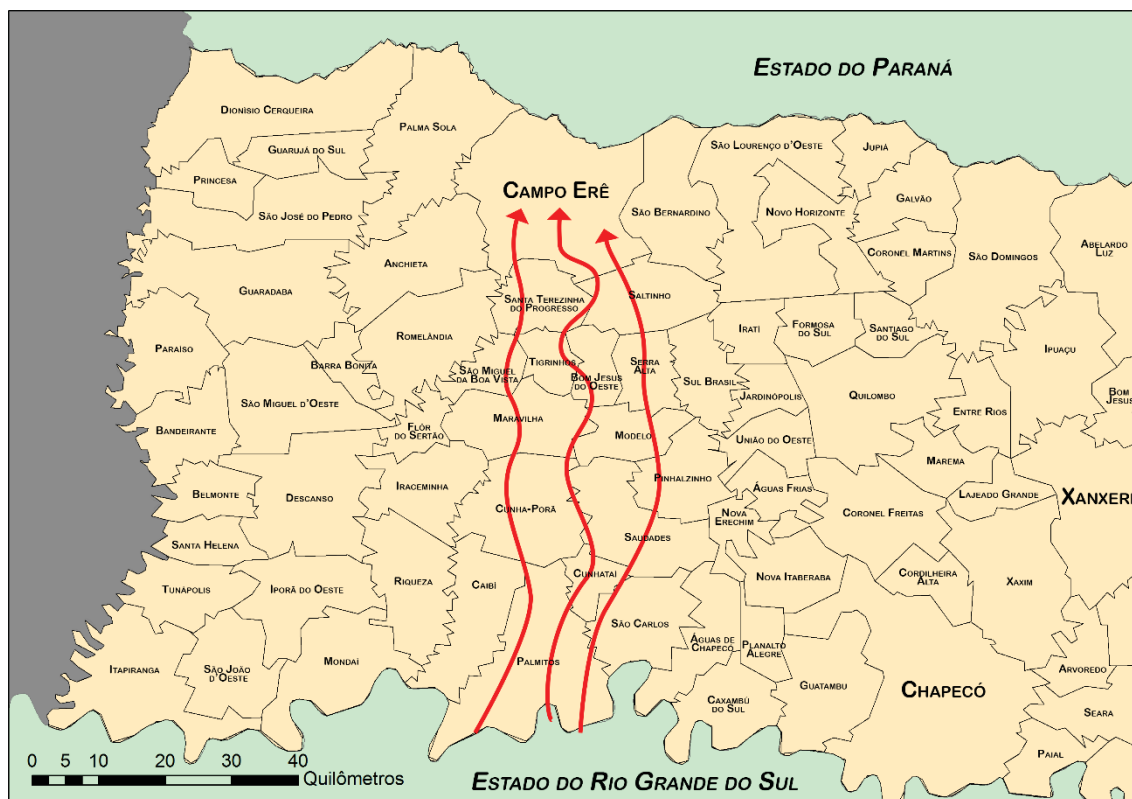 ESTADO DO PARANÁ
DIONÍSIO CERQUEIRA
PALMA SOLA
GUARUJÁ DO SUL
PRINCESA
SÃO JOSÉ DO PEDRO
CAMPO ERÊ
SÃO BERNARDINO
SÃO LOURENÇO D'OESTE
JUPIÁ
NOVO HORIZONTE
GALVÃO
CORONEL MARTINS
SÃO DOMINGOS
ABELARDO
LUZ
ANCHIETA
GUARADABA
SANTA TEREZINHA
DO PROGRESSO
SALTINHO
PARAÍSO
BARRA BONITA
ROMELÂNDIA
SÃO MIGUEL
DA BOA VISTA
TIGRINHOS
BOM JESUS
DO OESTE
SERRA
ALTA
SUL BRASIL
IRATÍ
FORMOSA
DO SUL
SANTIAGO
DO SUL
IPUAÇU
JARDINÓPOLIS
QUILOMBO
ENTRE RIOS
BOM
JESUS
SÃO MIGUEL D'OESTE
BANDEIRANTE
FLÔR
DO SERTÃO
MARAVILHA
MODELO
UNIÃO DO OESTE
MAREMA
BELMONTE
DESCANSO
IRACEMINHA
CUNHA-PORÃ
PINHALZINHO
ÁGUAS FRIAS
LAJEADO GRANDE
XANXERÊ
NOVA
ERECHIM
CORONEL FREITAS
SANTA HELENA
SAUDADES
TUNÁPOLIS
IPORÃ DO OESTE
RIQUEZA
CAIBÍ
CUNHATAÍ
NOVA ITABERABA
CORDILHEIRA
ALTA
XAXIM
SÃO CARLOS
ÁGUAS DE
CHAPECÓ
PLANALTO
ALEGRE
ITAPIRANGA
SÃO JOÃO
D'OESTE
MONDAÍ
PALMITOS
GUATAMBU
CHAPECÓ
ARVOREDO
CAXAMBÚ
DO SUL
SEARA
PAIAL
0 5 10 20 30 40
Quilômetros
ESTADO DO RIO GRANDE DO SUL